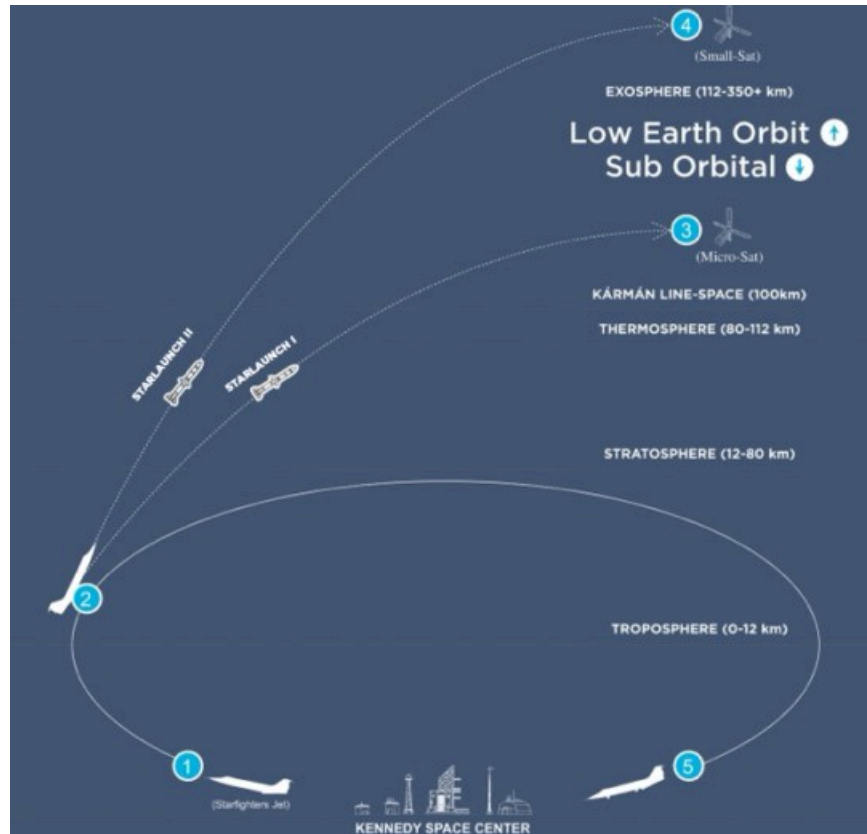 4
(Small-Sat)
EXOSPHERE (112-350+ km)
Low Earth Orbit
Sub Orbital
3
(Micro-Sat)
KÁRMÁN LINE-SPACE (100km)
THERMOSPHERE (80-112 km)
STARLAUNCH II
STARLAUNCH I
STRATOSPHERE (12-80 km)
2
TROPOSPHERE (0-12 km)
1
5
(Starfighters Jet)
KENNEDY SPACE CENTER